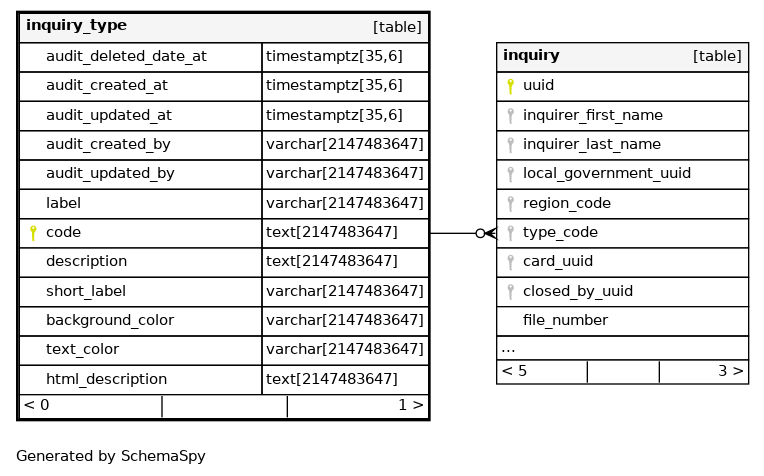 inquiry_type [table]
audit_deleted_date_at timestamptz[35,6]
audit_created_at timestamptz[35,6]
audit_updated_at timestamptz[35,6]
audit_created_by varchar[2147483647]
audit_updated_by varchar[2147483647]
label varchar[2147483647]
code text[2147483647]
description text[2147483647]
short_label varchar[2147483647]
background_color varchar[2147483647]
text_color varchar[2147483647]
html_description text[2147483647]
< 0 1 >
inquiry [table]
uuid
inquirer_first_name
inquirer_last_name
local_government_uuid
region_code
type_code
card_uuid
closed_by_uuid
file_number
...
< 5 3 >
Generated by SchemaSpy